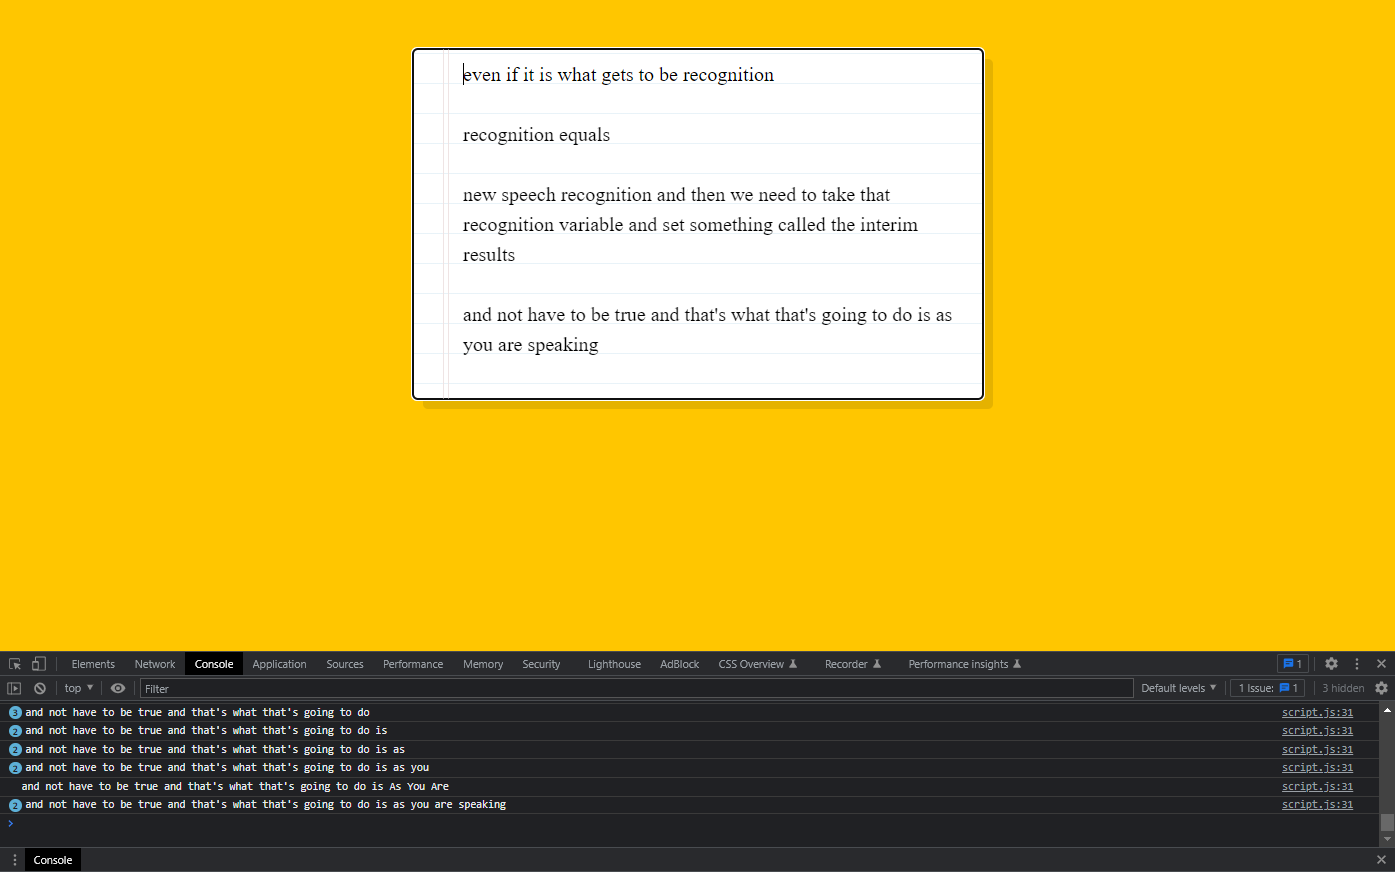 even if it is what gets to be recognition
recognition equals
new speech recognition and then we need to take that
recognition variable and set something called the interim
results
and not have to be true and that's what that's going to do is as
you are speaking
Elements Network Console Application Sources Performance Memory Security Lighthouse AdBlock CSS Overview Recorder Performance insights 1
top Filter Default levels 1 Issue: 1 3 hidden
3 and not have to be true and that's what that's going to do script.js:31
2 and not have to be true and that's what that's going to do is script.js:31
2 and not have to be true and that's what that's going to do is as script.js:31
2 and not have to be true and that's what that's going to do is as you script.js:31
and not have to be true and that's what that's going to do is As You Are script.js:31
2 and not have to be true and that's what that's going to do is as you are speaking script.js:31
Console